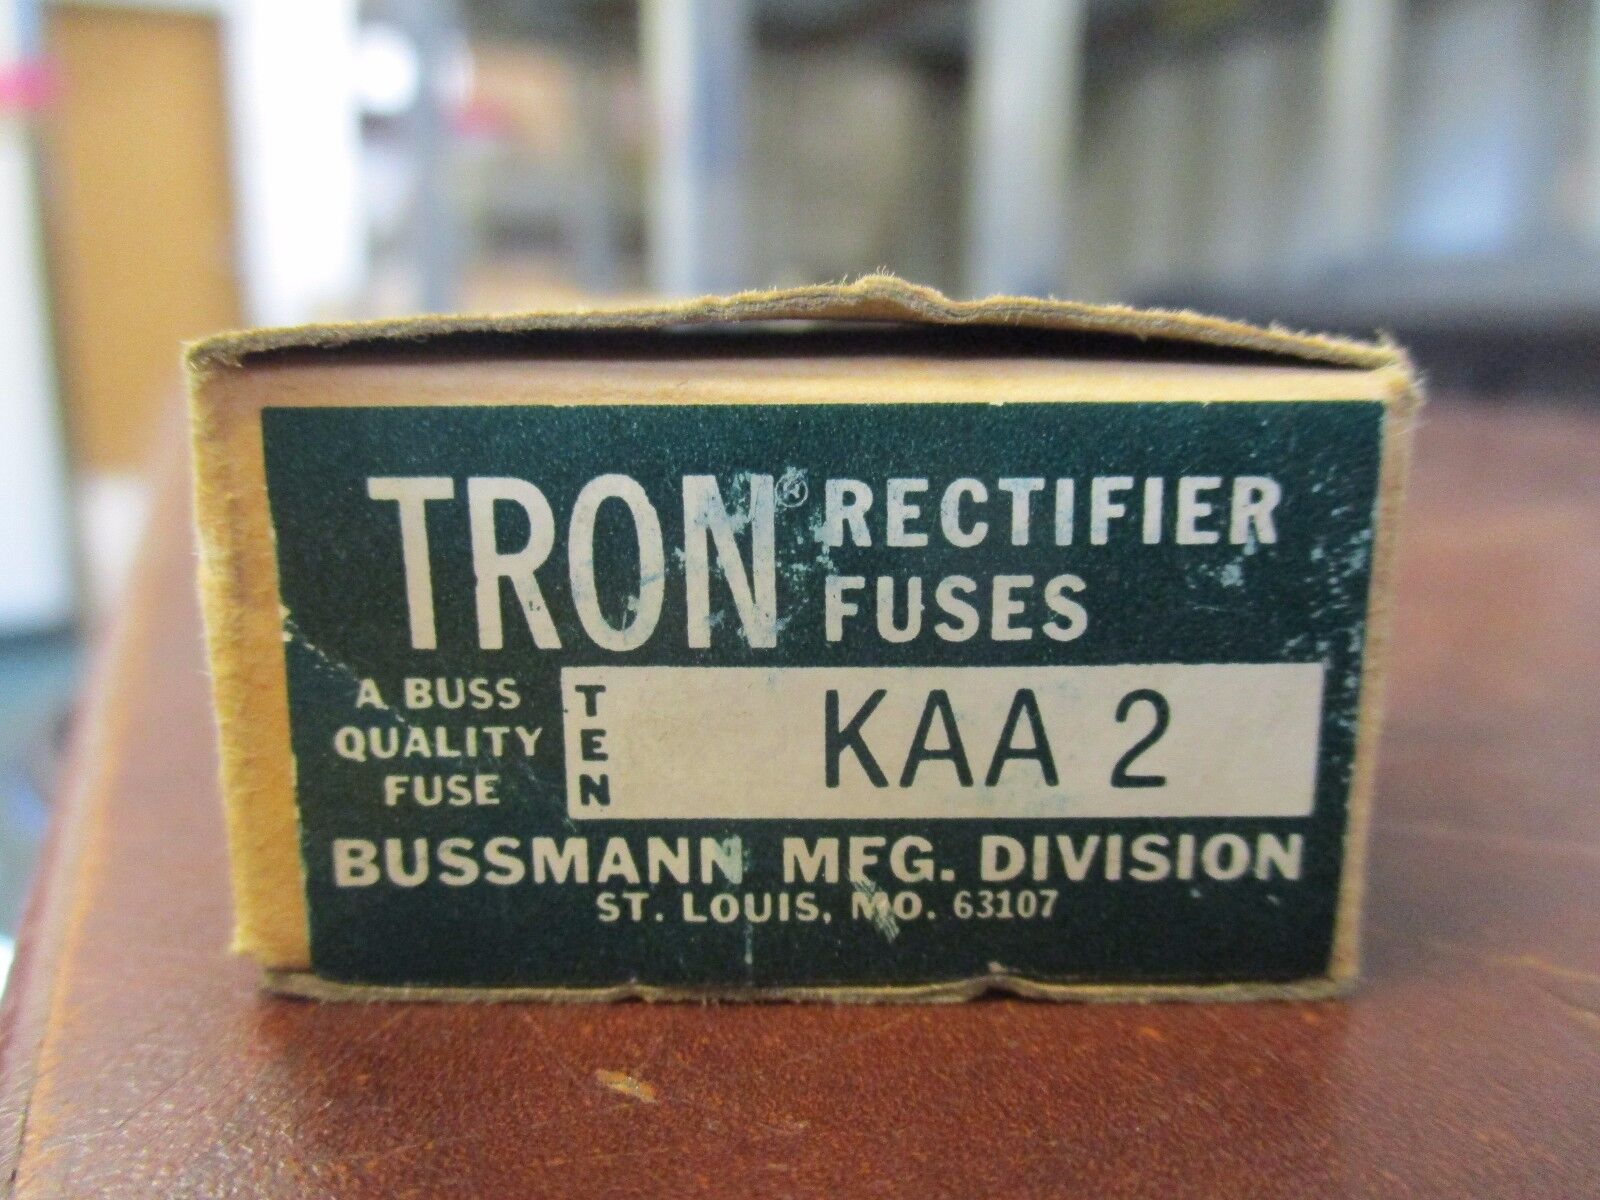 TRON® RECTIFIER
FUSES
A BUSS
QUALITY
FUSE
TEN
KAA 2
BUSSMANN MFG. DIVISION
ST. LOUIS, MO. 63107